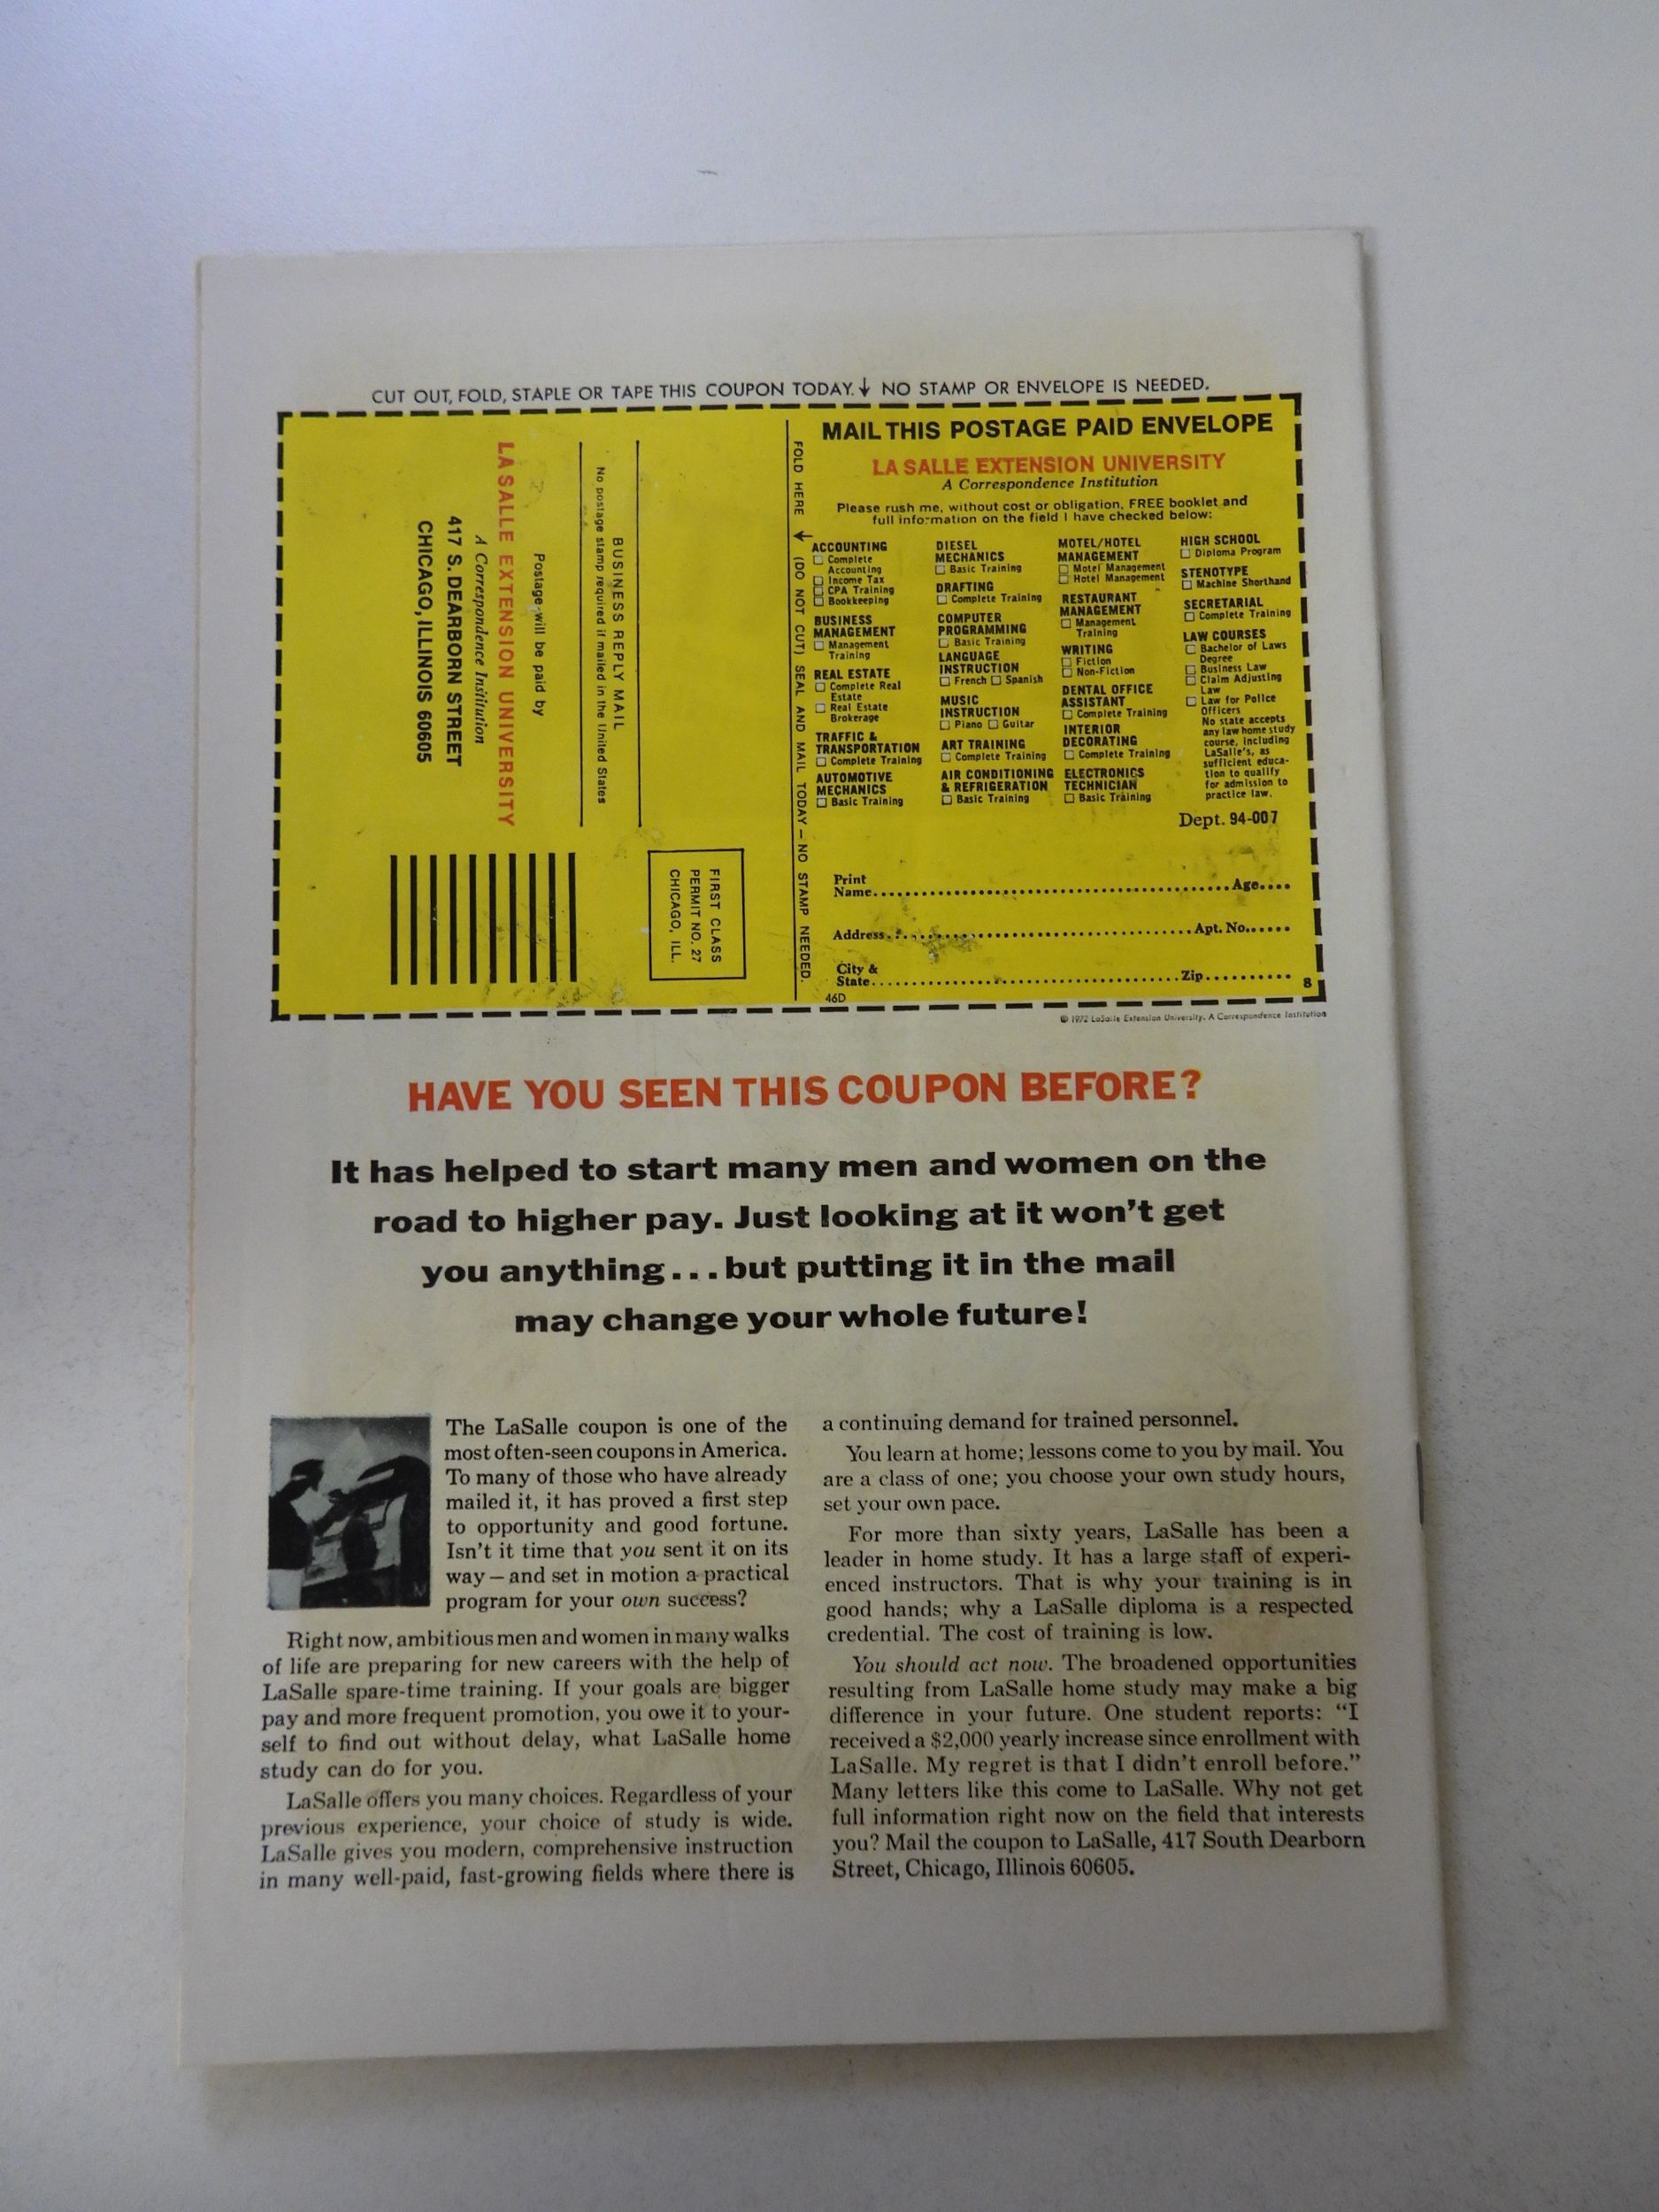 CUT OUT, FOLD, STAPLE OR TAPE THIS COUPON TODAY. ↓ NO STAMP OR ENVELOPE IS NEEDED.
LA SALLE EXTENSION UNIVERSITY
A Correspondence Institution
417 S. DEARBORN STREET
CHICAGO, ILLINOIS 60605
Postage will be paid by
No postage stamp required if mailed in the United States
BUSINESS REPLY MAIL
FIRST CLASS
PERMIT NO. 27
CHICAGO, ILL.
FOLD HERE ↓ (DO NOT CUT) SEAL AND MAIL TODAY — NO STAMP NEEDED.
MAIL THIS POSTAGE PAID ENVELOPE
LA SALLE EXTENSION UNIVERSITY
A Correspondence Institution
Please rush me, without cost or obligation, FREE booklet and
full information on the field I have checked below:
ACCOUNTING
☐ Complete
Accounting
☐ Income Tax
☐ CPA Training
☐ Bookkeeping
BUSINESS
MANAGEMENT
☐ Management
Training
REAL ESTATE
☐ Complete Real
Estate
☐ Real Estate
Brokerage
TRAFFIC &
TRANSPORTATION
☐ Complete Training
AUTOMOTIVE
MECHANICS
☐ Basic Training
DIESEL
MECHANICS
☐ Basic Training
DRAFTING
☐ Complete Training
COMPUTER
PROGRAMMING
☐ Basic Training
LANGUAGE
INSTRUCTION
☐ French ☐ Spanish
MUSIC
INSTRUCTION
☐ Piano ☐ Guitar
ART TRAINING
☐ Complete Training
AIR CONDITIONING
& REFRIGERATION
☐ Basic Training
MOTEL/HOTEL
MANAGEMENT
☐ Motel Management
☐ Hotel Management
RESTAURANT
MANAGEMENT
☐ Management
Training
WRITING
☐ Fiction
☐ Non-Fiction
DENTAL OFFICE
ASSISTANT
☐ Complete Training
INTERIOR
DECORATING
☐ Complete Training
ELECTRONICS
TECHNICIAN
☐ Basic Training
HIGH SCHOOL
☐ Diploma Program
STENOTYPE
☐ Machine Shorthand
SECRETARIAL
☐ Complete Training
LAW COURSES
☐ Bachelor of Laws
Degree
☐ Business Law
☐ Claim Adjusting
Law
☐ Law for Police
Officers
No state accepts
any law home study
course, including
LaSalle's, as
sufficient educa-
tion to qualify
for admission to
practice law.
Dept. 94-007
Print
Name.......Age....
Address.......Apt. No......
City &
State.......Zip..........
46D
8
© 1972 LaSalle Extension University. A Correspondence Institution
HAVE YOU SEEN THIS COUPON BEFORE?
It has helped to start many men and women on the
road to higher pay. Just looking at it won't get
you anything...but putting it in the mail
may change your whole future!
The LaSalle coupon is one of the
most often-seen coupons in America.
To many of those who have already
mailed it, it has proved a first step
to opportunity and good fortune.
Isn't it time that you sent it on its
way — and set in motion a practical
program for your own success?
Right now, ambitious men and women in many walks
of life are preparing for new careers with the help of
LaSalle spare-time training. If your goals are bigger
pay and more frequent promotion, you owe it to your-
self to find out without delay, what LaSalle home
study can do for you.
LaSalle offers you many choices. Regardless of your
previous experience, your choice of study is wide.
LaSalle gives you modern, comprehensive instruction
in many well-paid, fast-growing fields where there is
a continuing demand for trained personnel.
You learn at home; lessons come to you by mail. You
are a class of one; you choose your own study hours,
set your own pace.
For more than sixty years, LaSalle has been a
leader in home study. It has a large staff of experi-
enced instructors. That is why your training is in
good hands; why a LaSalle diploma is a respected
credential. The cost of training is low.
You should act now. The broadened opportunities
resulting from LaSalle home study may make a big
difference in your future. One student reports: "I
received a $2,000 yearly increase since enrollment with
LaSalle. My regret is that I didn't enroll before."
Many letters like this come to LaSalle. Why not get
full information right now on the field that interests
you? Mail the coupon to LaSalle, 417 South Dearborn
Street, Chicago, Illinois 60605.